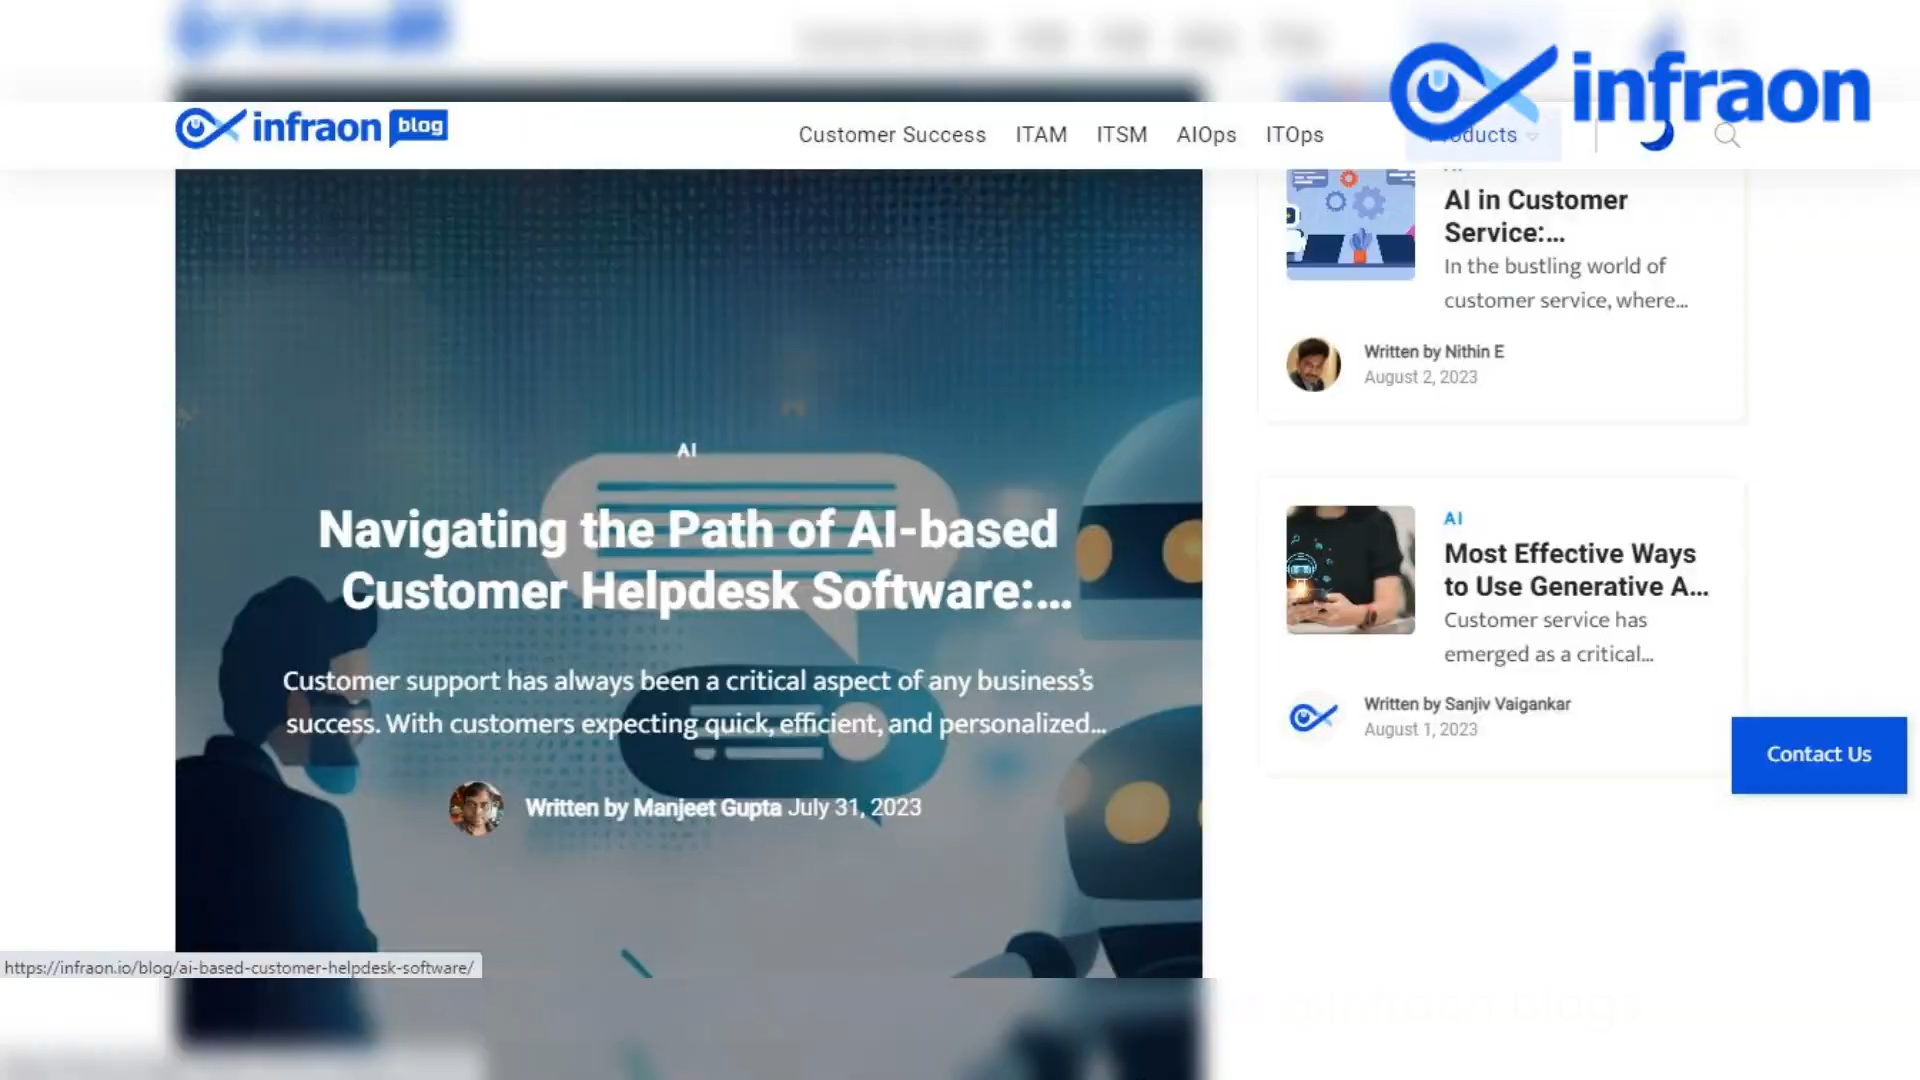 infraon
infraon blog
Customer Success ITAM ITSM AIOps ITOps
AI in Customer
Service:...
In the bustling world of
customer service, where...
Written by Nithin E
August 2, 2023
AI
Navigating the Path of AI-based
Customer Helpdesk Software:...
Customer support has always been a critical aspect of any business's
success. With customers expecting quick, efficient, and personalized...
Written by Manjeet Gupta July 31, 2023
AI
Most Effective Ways
to Use Generative A...
Customer service has
emerged as a critical...
Written by Sanjiv Vaigankar
August 1, 2023
Contact Us
https://infraon.io/blog/ai-based-customer-helpdesk-software/